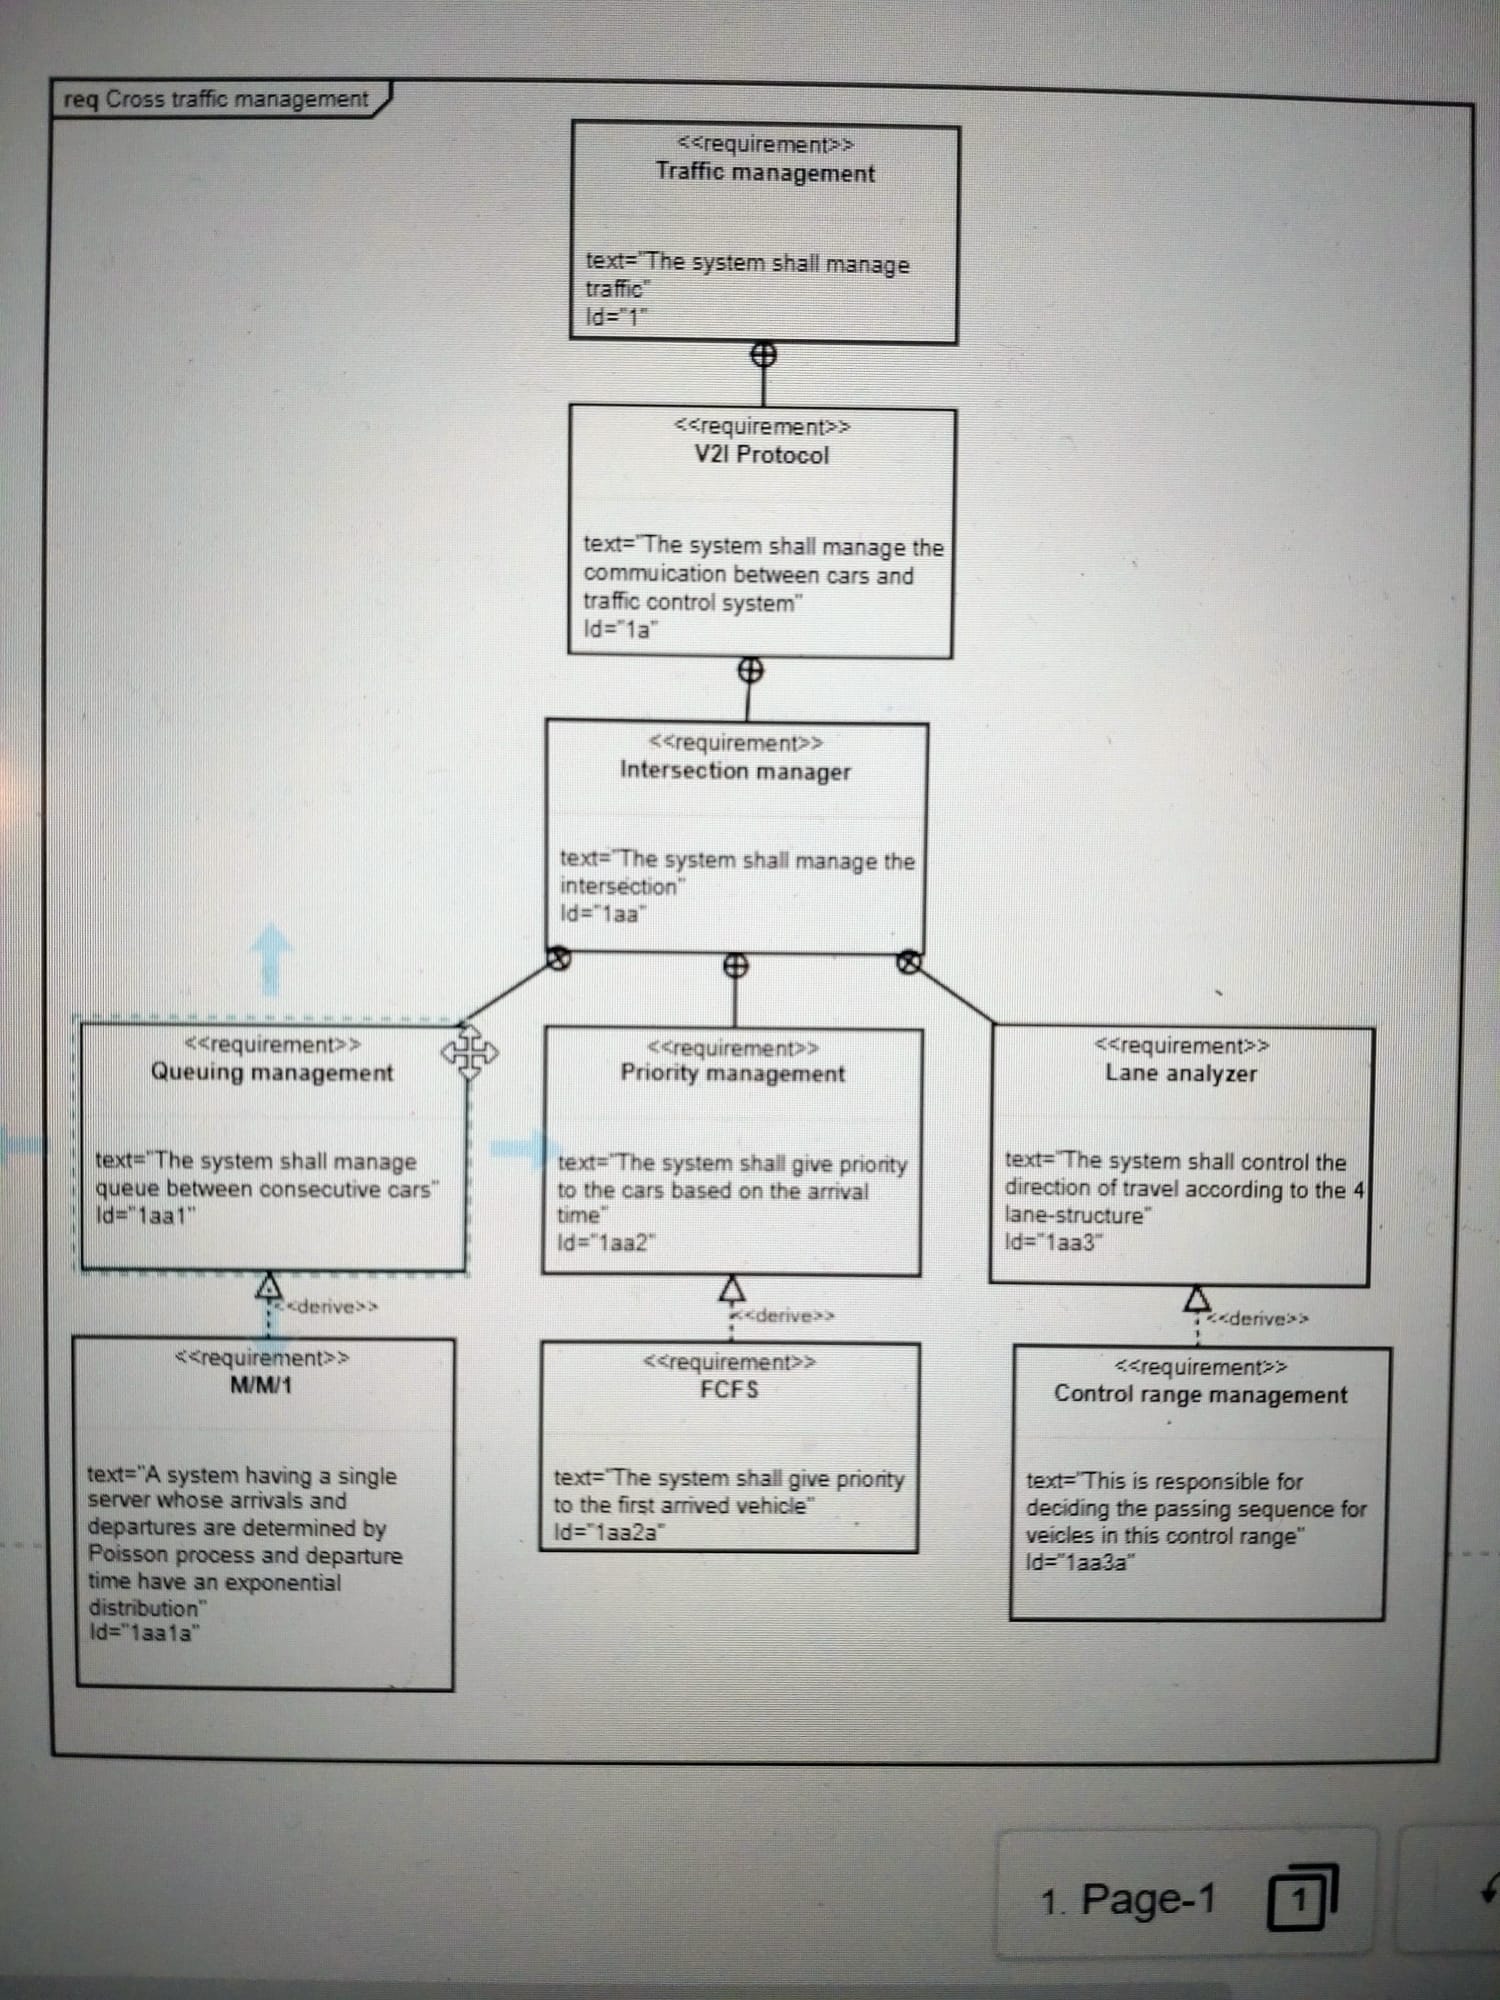 req Cross traffic management
<<requirement>>
Traffic management
text="The system shall manage
traffic"
Id="1"
<<requirement>>
V2I Protocol
text="The system shall manage the
commuication between cars and
traffic control system"
Id="1a"
<<requirement>>
Intersection manager
text="The system shall manage the
intersection"
Id="1aa"
<<requirement>>
Queuing management
text="The system shall manage
queue between consecutive cars"
Id="1aa1"
<<requirement>>
Priority management
text="The system shall give priority
to the cars based on the arrival
time"
Id="1aa2"
<<requirement>>
Lane analyzer
text="The system shall control the
direction of travel according to the 4
lane-structure"
Id="1aa3"
<<derive>>
<<derive>>
<<derive>>
<<requirement>>
M/M/1
text="A system having a single
server whose arrivals and
departures are determined by
Poisson process and departure
time have an exponential
distribution"
Id="1aa1a"
<<requirement>>
FCFS
text="The system shall give priority
to the first arrived vehicle"
Id="1aa2a"
<<requirement>>
Control range management
text="This is responsible for
deciding the passing sequence for
veicles in this control range"
Id="1aa3a"
1. Page-1
1